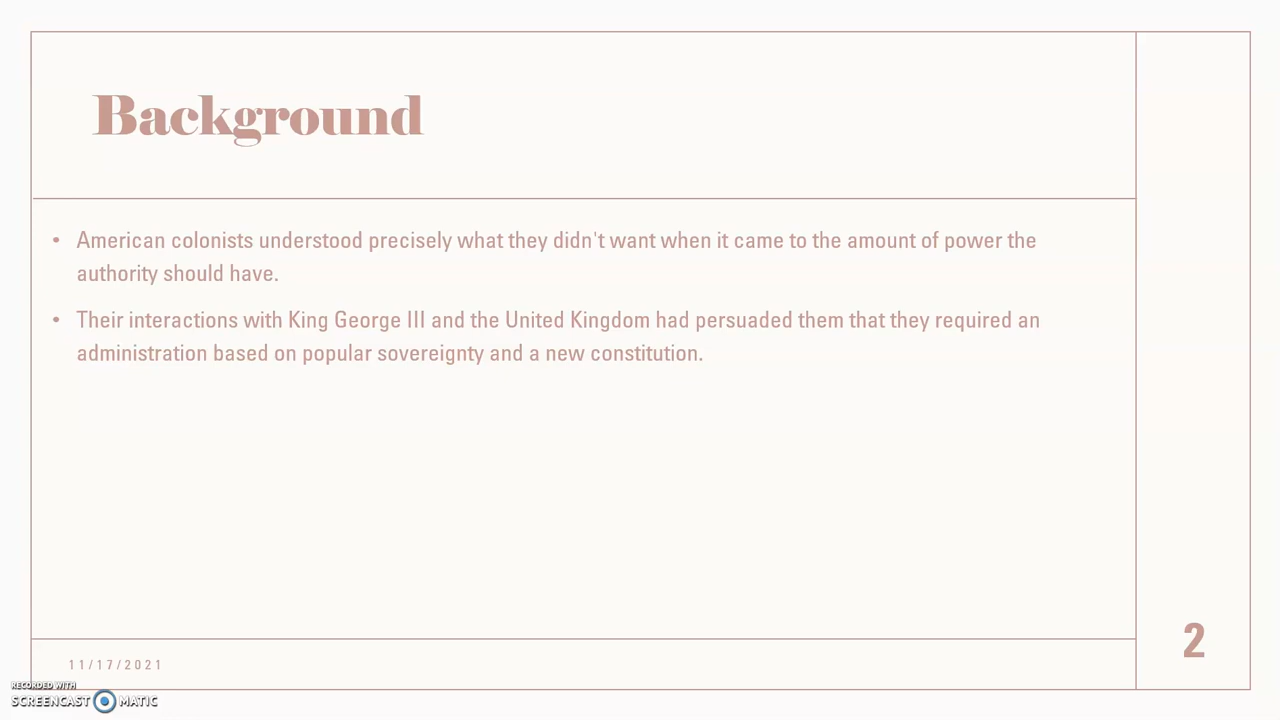 Background
• American colonists understood precisely what they didn't want when it came to the amount of power the
authority should have.
• Their interactions with King George III and the United Kingdom had persuaded them that they required an
administration based on popular sovereignty and a new constitution.
2
11/17/2021
RECORDED WITH
SCREENCAST MATIC